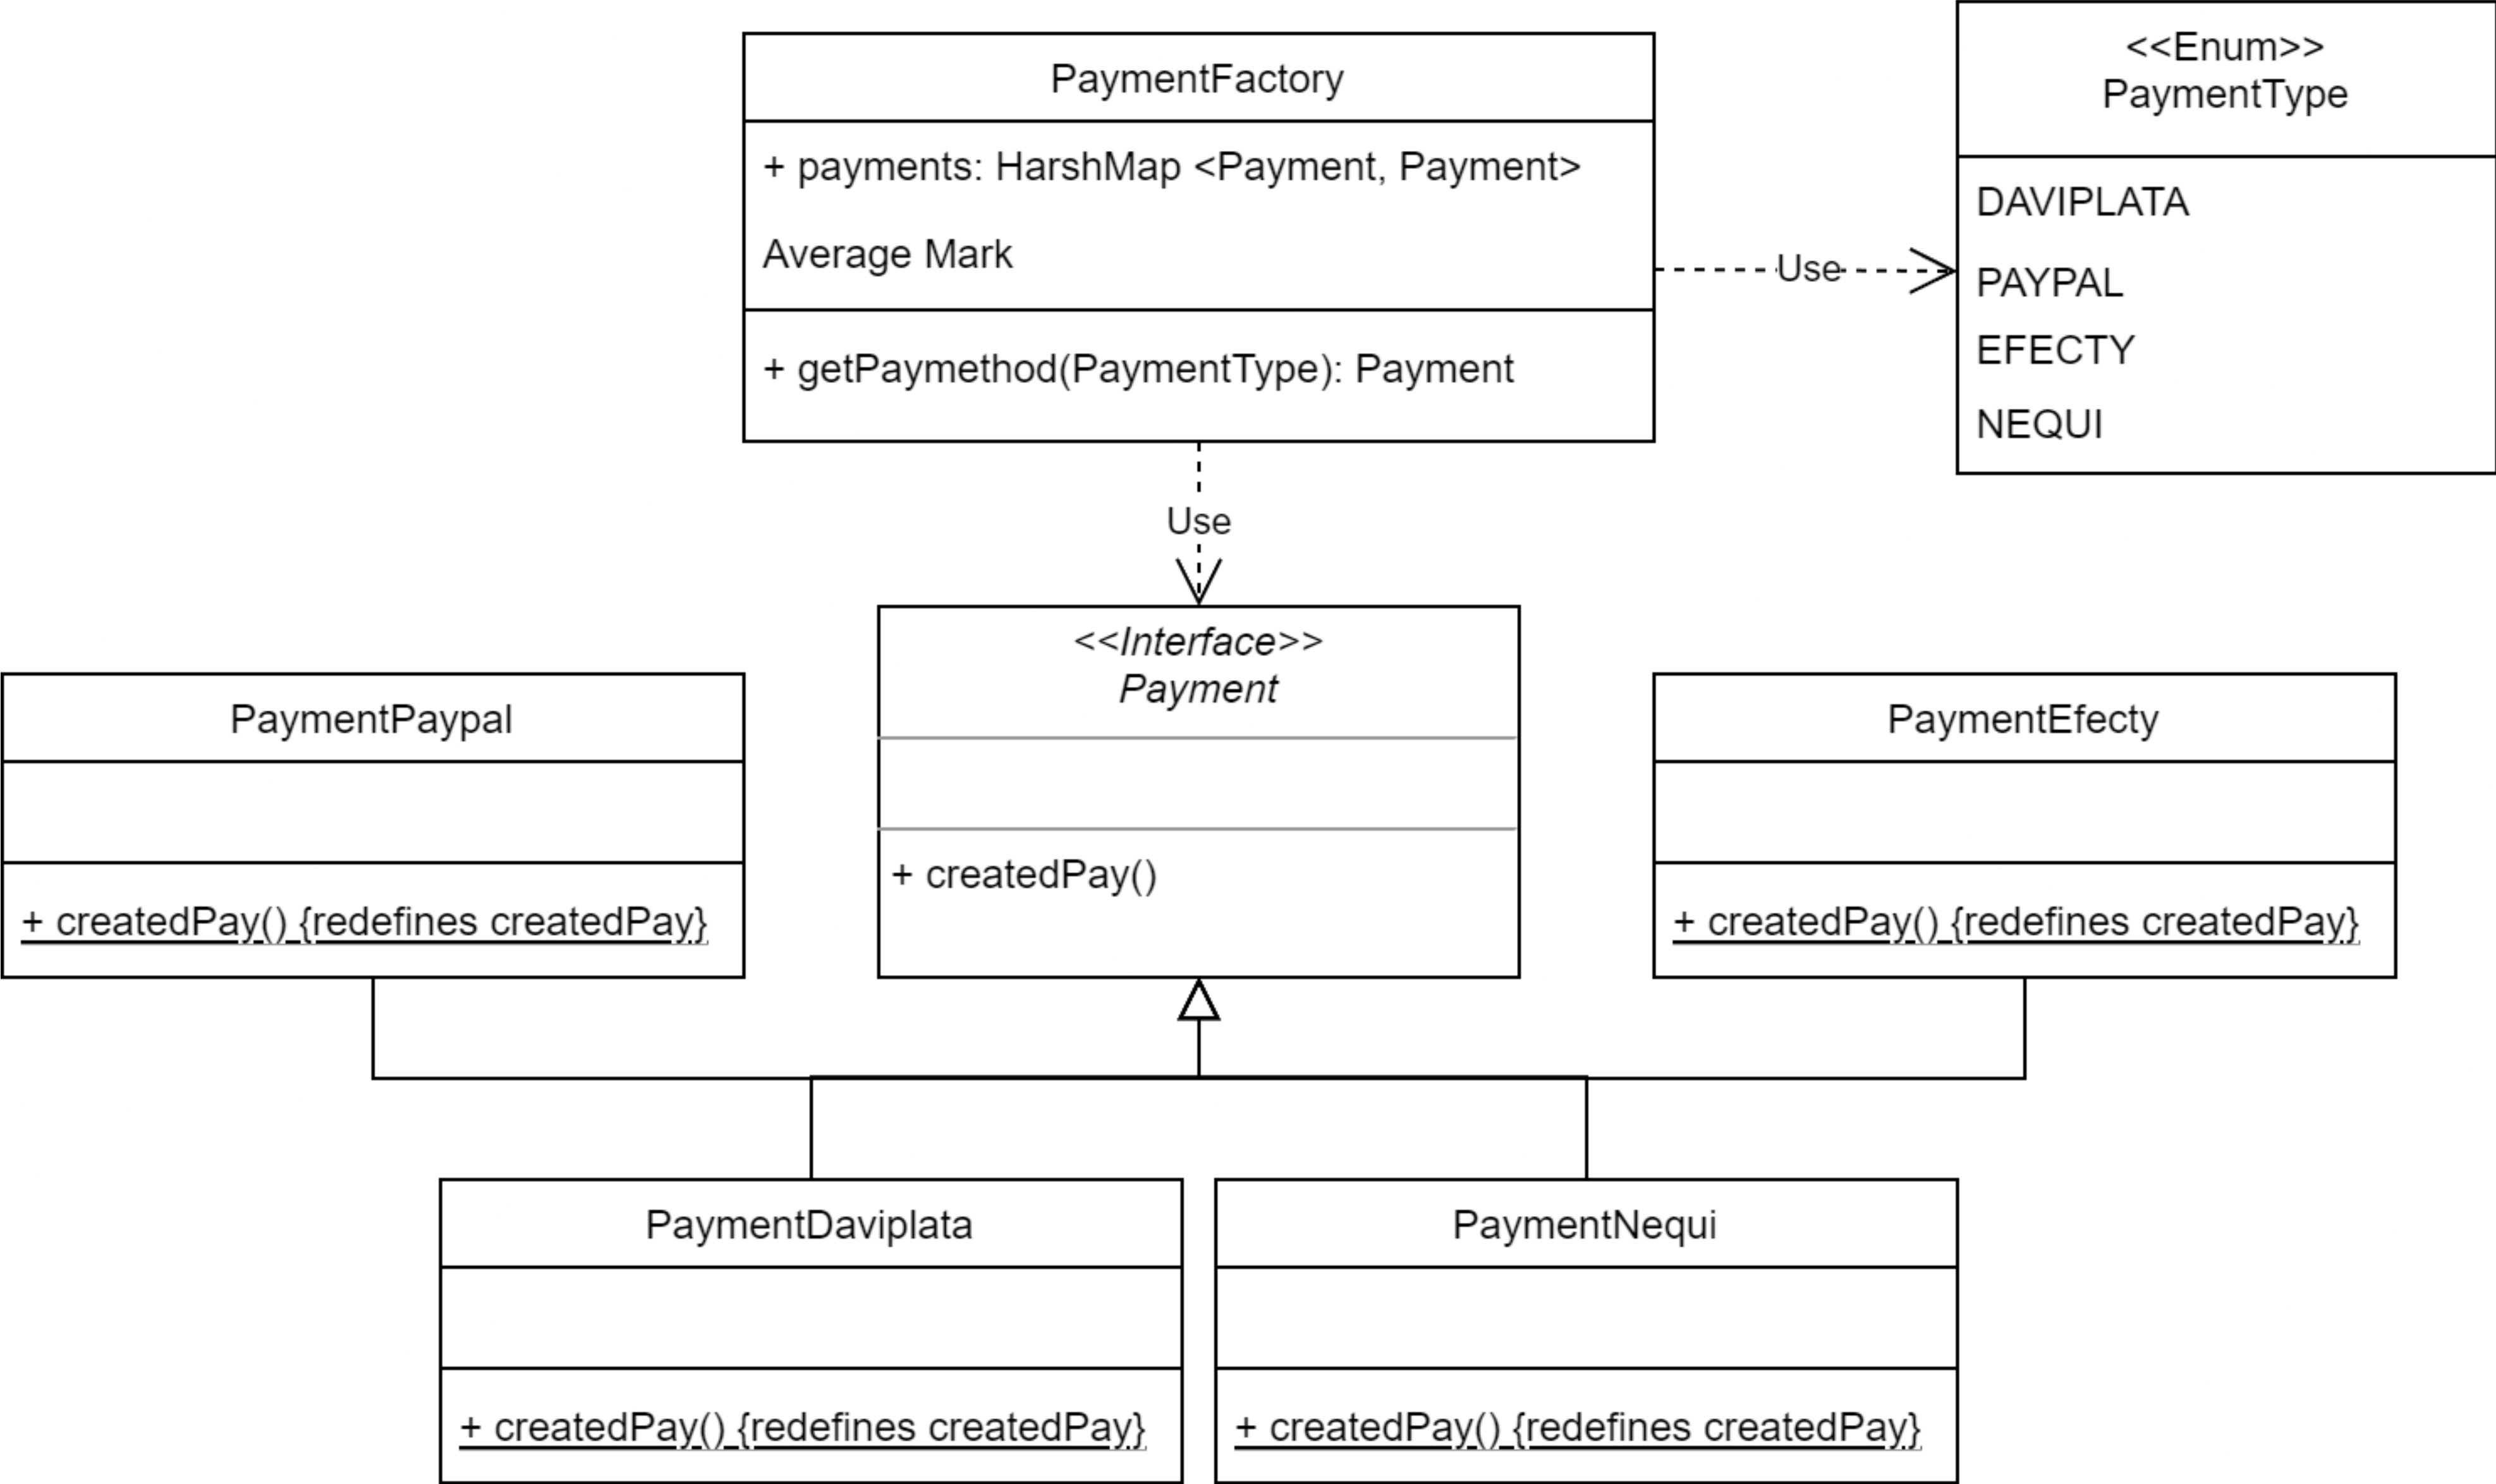 PaymentFactory
+ payments: HarshMap <Payment, Payment>
Average Mark
+ getPaymethod(PaymentType): Payment
<<Enum>>
PaymentType
DAVIPLATA
PAYPAL
EFECTY
NEQUI
Use
Use
<<Interface>>
Payment
+ createdPay()
PaymentPaypal
+ createdPay() {redefines createdPay}
PaymentEfecty
+ createdPay() {redefines createdPay}
PaymentDaviplata
+ createdPay() {redefines createdPay}
PaymentNequi
+ createdPay() {redefines createdPay}